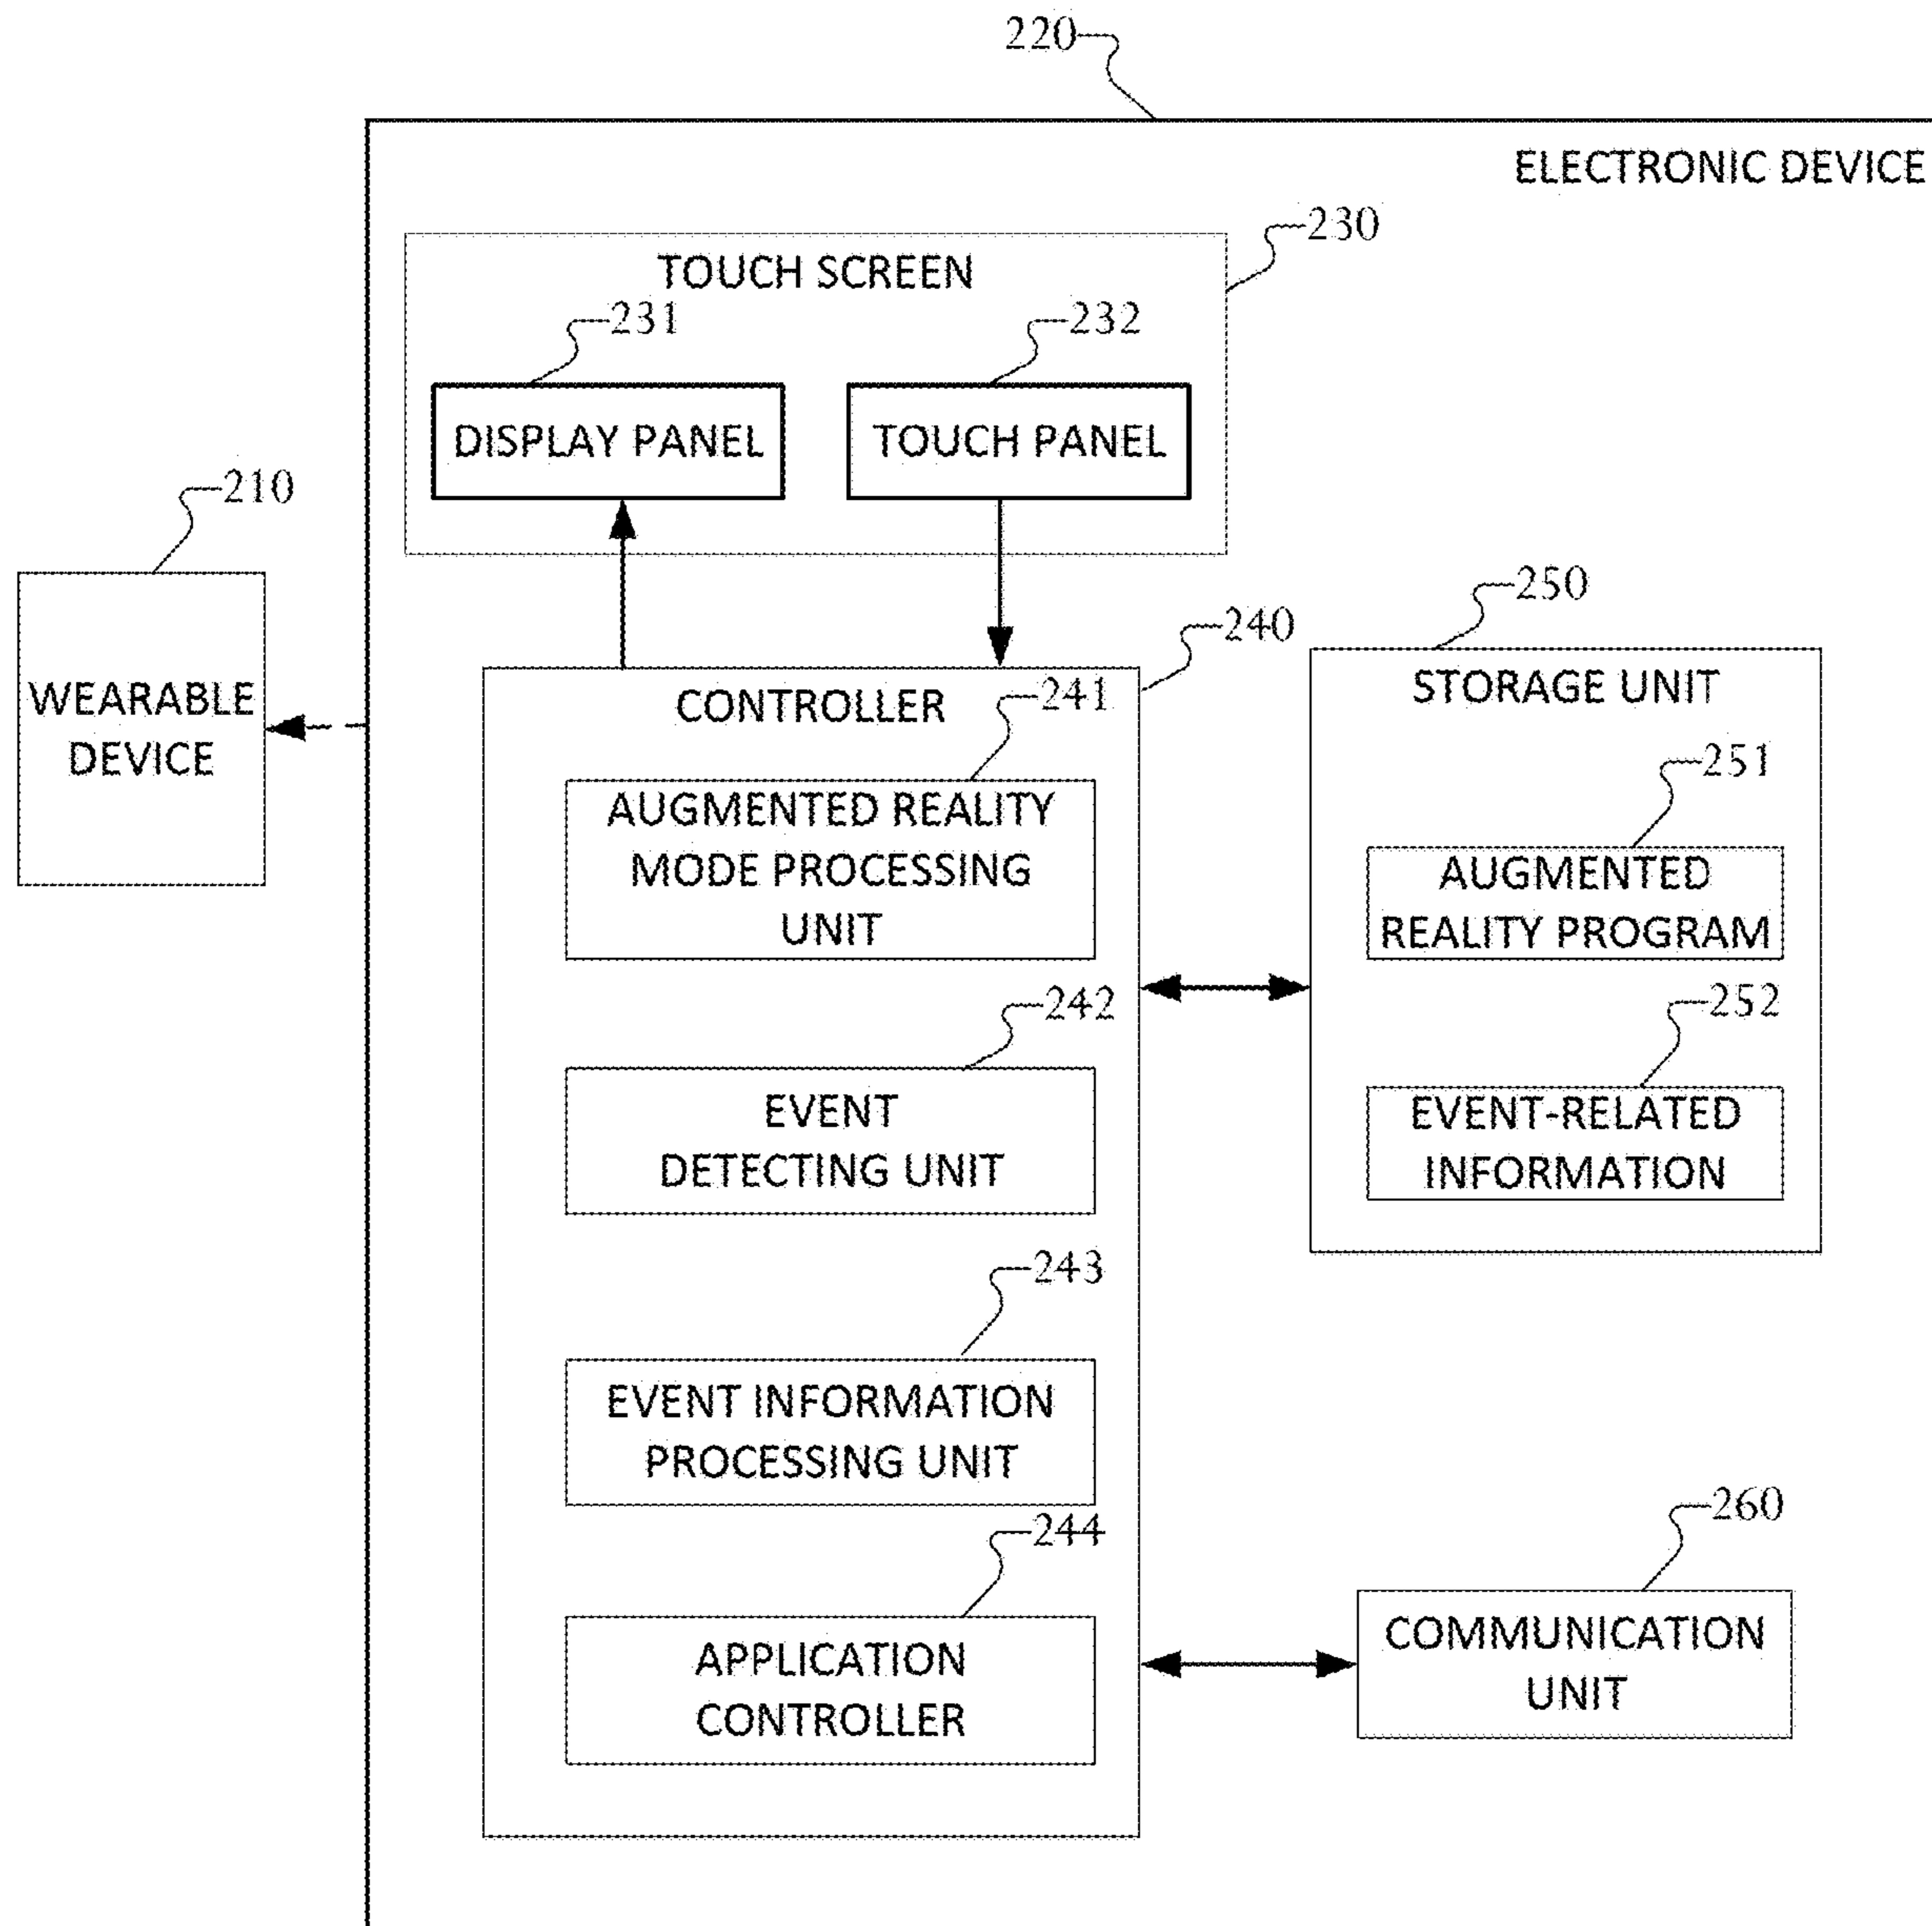 220
ELECTRONIC DEVICE
230
TOUCH SCREEN
231
232
DISPLAY PANEL
TOUCH PANEL
210
WEARABLE
DEVICE
240
CONTROLLER
241
AUGMENTED REALITY
MODE PROCESSING
UNIT
242
EVENT
DETECTING UNIT
243
EVENT INFORMATION
PROCESSING UNIT
244
APPLICATION
CONTROLLER
250
STORAGE UNIT
251
AUGMENTED
REALITY PROGRAM
252
EVENT-RELATED
INFORMATION
260
COMMUNICATION
UNIT